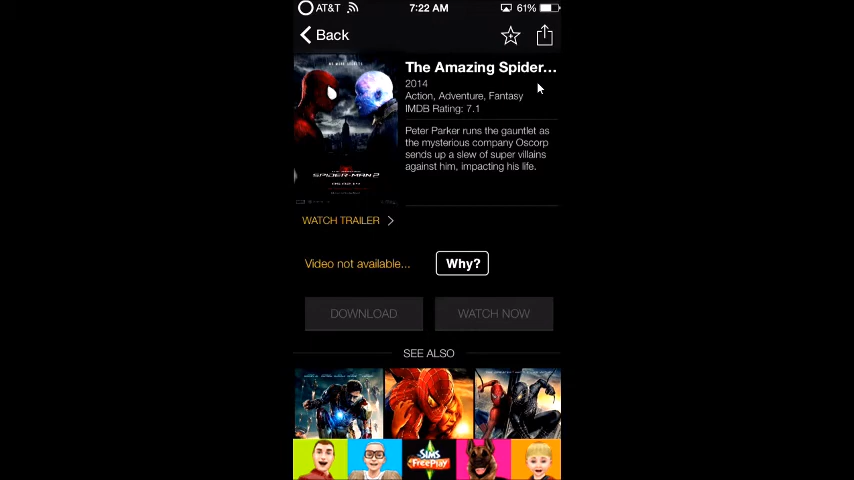 AT&T 7:22 AM 61%
Back
The Amazing Spider...
2014
Action, Adventure, Fantasy
IMDB Rating: 7.1
Peter Parker runs the gauntlet as
the mysterious company Oscorp
sends up a slew of super villains
against him, impacting his life.
SPIDER-MAN 2
WATCH TRAILER
Video not available... Why?
DOWNLOAD WATCH NOW
SEE ALSO
THE SIMS
FREEPLAY